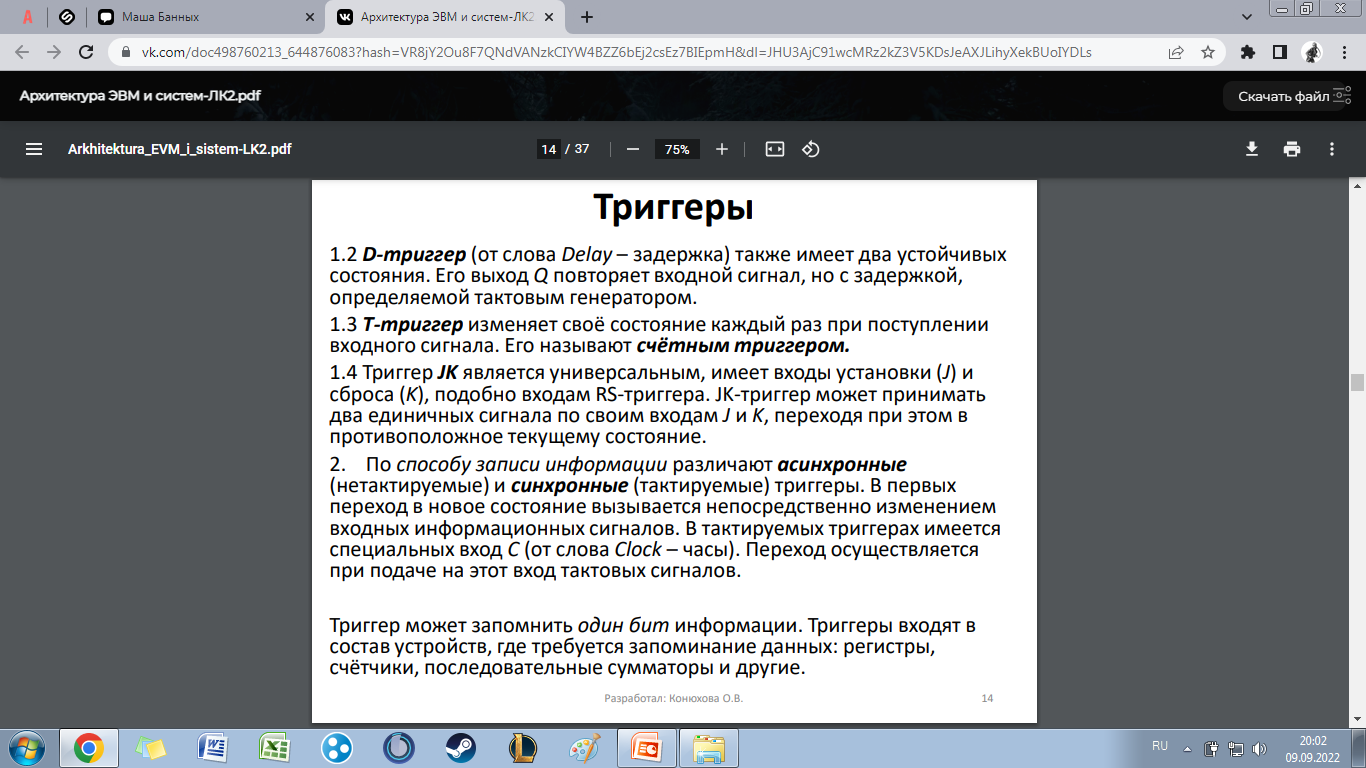 Маша Банных
Архитектура ЭВМ и систем-ЛК2
vk.com/doc498760213_644876083?hash=VR8jY2Ou8F7QNdVANzkCIYW4BZZ6bEj2csEz7BIEpmH&dl=JHU3AjC91wcMRz2kZ3V5KDsJeAXJLihyXekBUoIYDLs
Архитектура ЭВМ и систем-ЛК2.pdf
Скачать файл
Arkhitektura_EVM_i_sistem-LK2.pdf
14 / 37
75%
Триггеры
1.2 D-триггер (от слова Delay – задержка) также имеет два устойчивых
состояния. Его выход Q повторяет входной сигнал, но с задержкой,
определяемой тактовым генератором.
1.3 Т-триггер изменяет своё состояние каждый раз при поступлении
входного сигнала. Его называют счётным триггером.
1.4 Триггер JK является универсальным, имеет входы установки (J) и
сброса (K), подобно входам RS-триггера. JK-триггер может принимать
два единичных сигнала по своим входам J и K, переходя при этом в
противоположное текущему состояние.
2. По способу записи информации различают асинхронные
(нетактируемые) и синхронные (тактируемые) триггеры. В первых
переход в новое состояние вызывается непосредственно изменением
входных информационных сигналов. В тактируемых триггерах имеется
специальных вход C (от слова Clock – часы). Переход осуществляется
при подаче на этот вход тактовых сигналов.
Триггер может запомнить один бит информации. Триггеры входят в
состав устройств, где требуется запоминание данных: регистры,
счётчики, последовательные сумматоры и другие.
Разработал: Конюхова О.В.
14
RU
20:02
09.09.2022